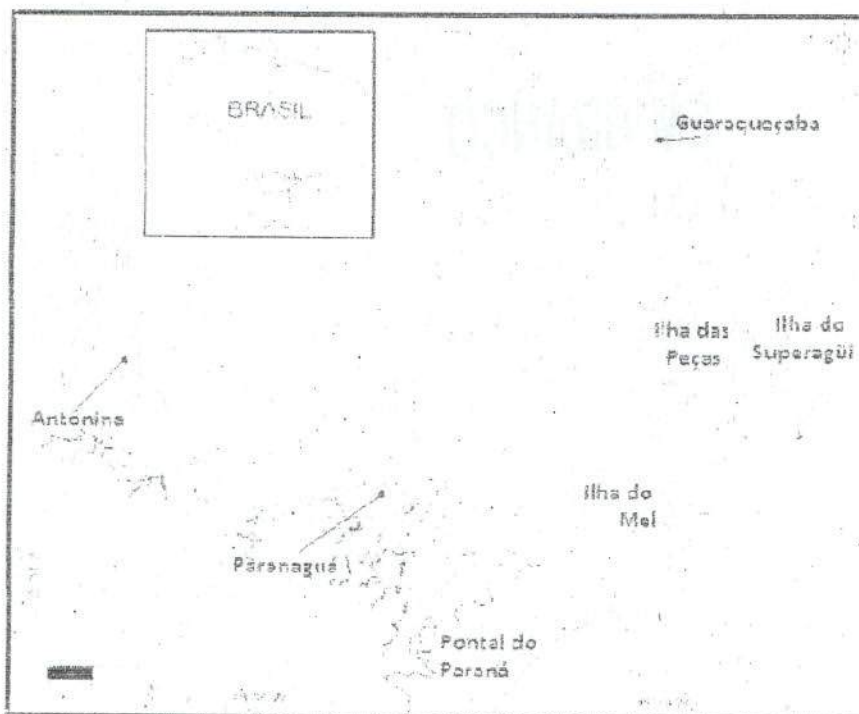 BRASIL
Guaraqueçaba
Ilha das
Peças
Ilha do
Superagüi
Antonina
Ilha do
Mel
Paranaguá
Pontal do
Paraná